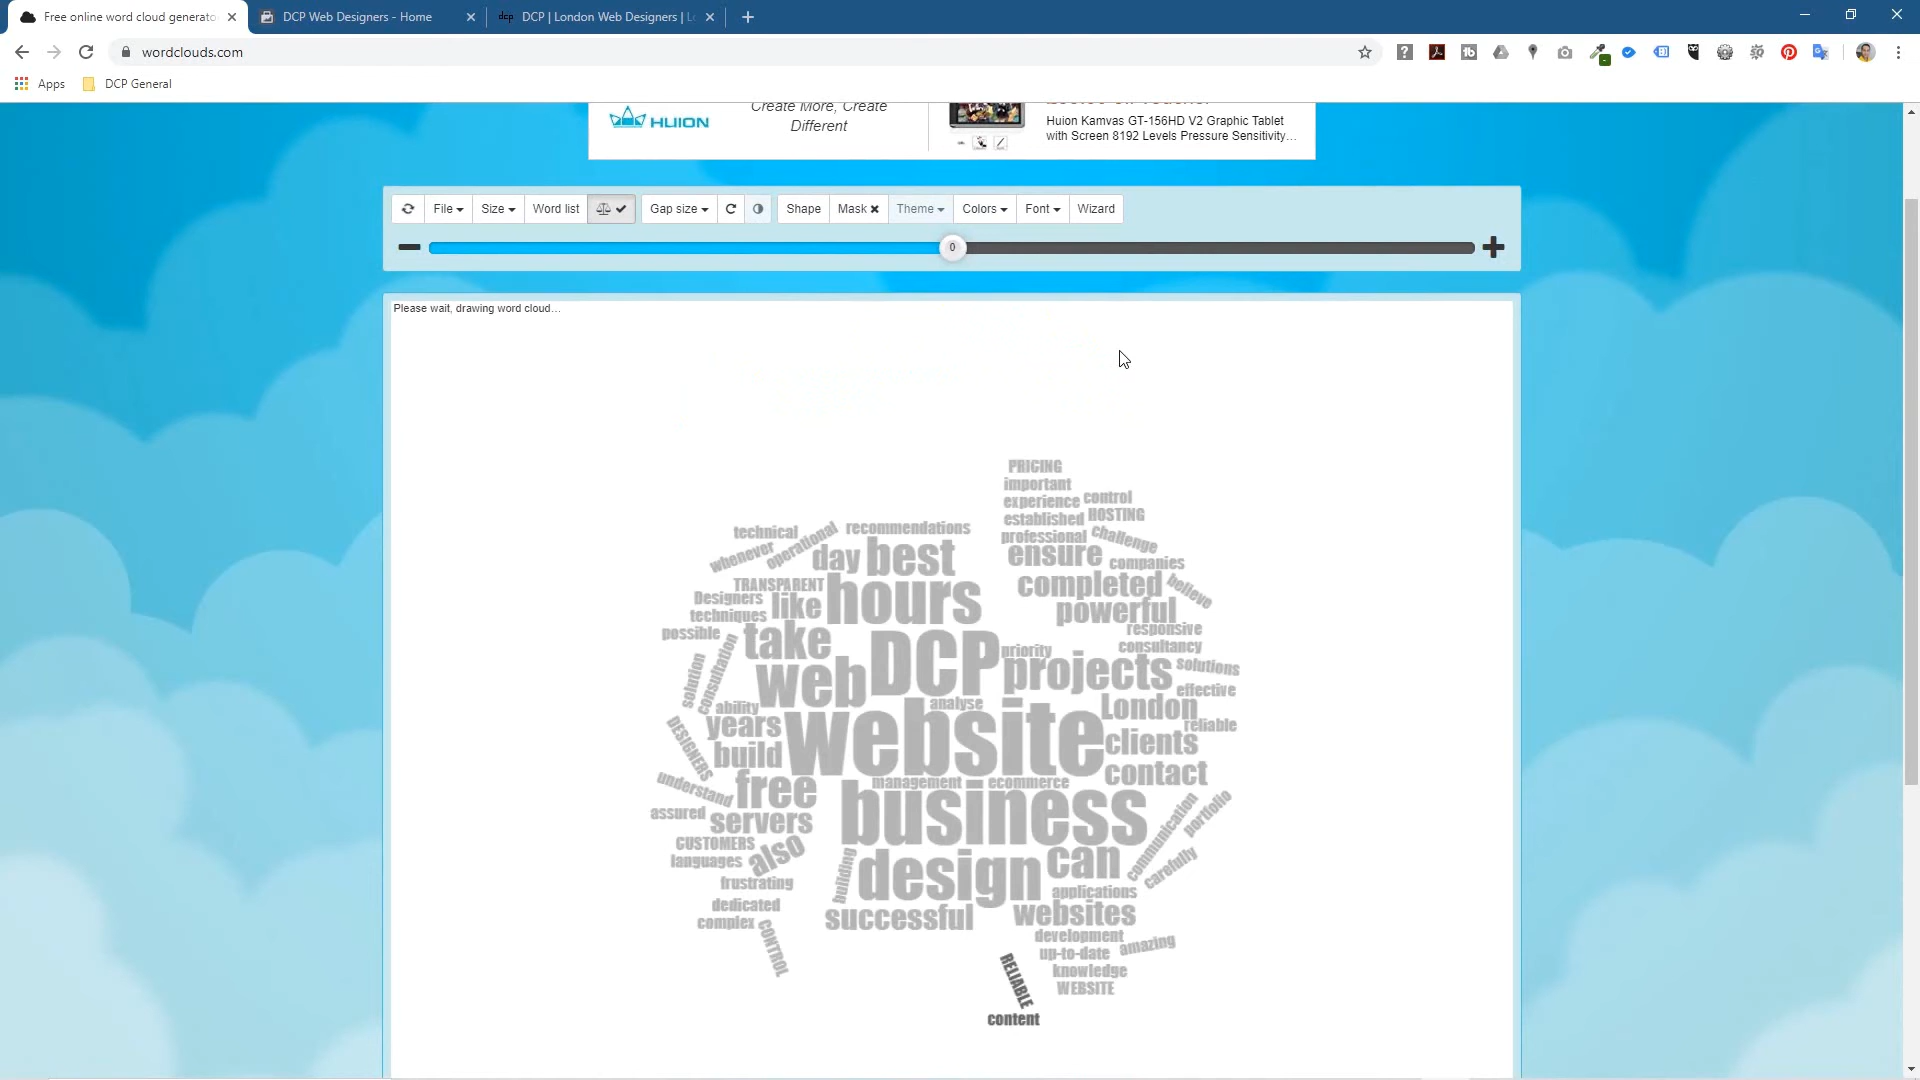 Free online word cloud generato
DCP Web Designers - Home
DCP | London Web Designers | L
wordclouds.com
Apps
DCP General
HUION
Create More, Create
Different
Huion Kamvas GT-156HD V2 Graphic Tablet
with Screen 8192 Levels Pressure Sensitivity...
File
Size
Word list
Gap size
Shape
Mask
Theme
Colors
Font
Wizard
0
Please wait, drawing word cloud...
PRICING
important
experience
control
established
HOSTING
technical
operational
recommendations
professional
challenge
whenever
day
best
ensure
companies
TRANSPARENT
hours
completed
believe
Designers
like
techniques
powerful
possible
take
responsive
DCP
priority
consultancy
solution
consultation
web
projects
solutions
effective
ability
analyse
London
years
website
reliable
DESIGNERS
build
clients
understand
free
management
ecommerce
contact
assured
servers
business
communication
portfolio
CUSTOMERS
languages
also
building
design
can
carefully
frustrating
applications
dedicated
successful
websites
complex
CONTROL
development
up-to-date
amazing
RELIABLE
knowledge
WEBSITE
content